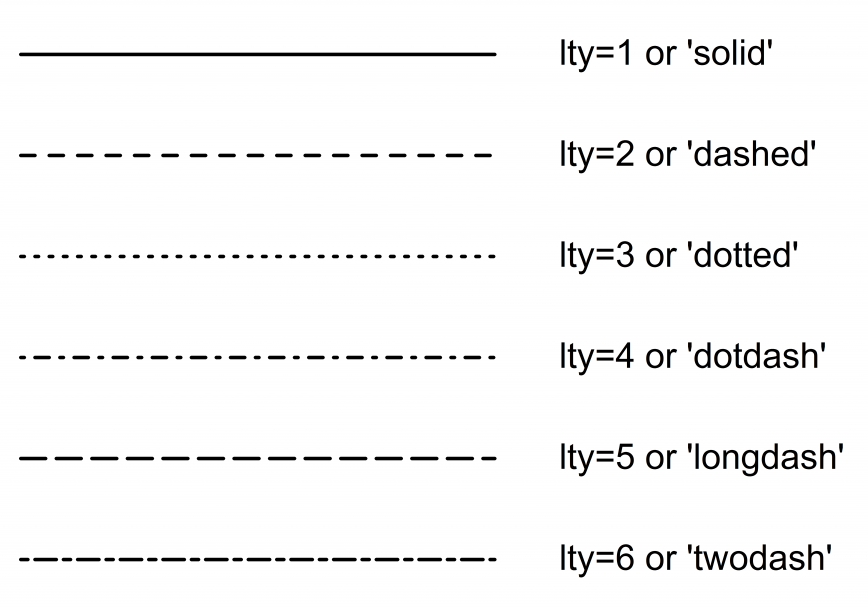 lty=1 or 'solid'
lty=2 or 'dashed'
lty=3 or 'dotted'
lty=4 or 'dotdash'
lty=5 or 'longdash'
lty=6 or 'twodash'